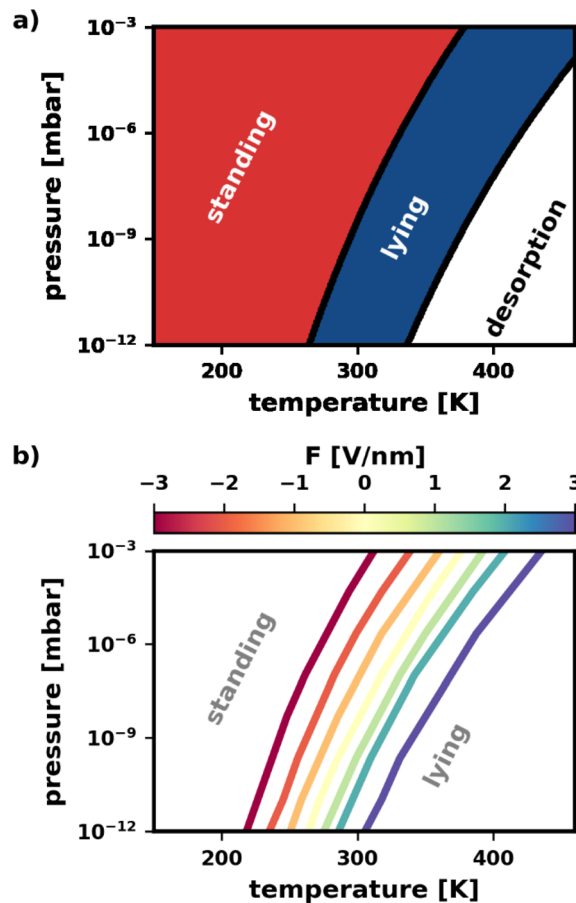 a)
10⁻³
10⁻⁶
10⁻⁹
10⁻¹²
pressure [mbar]
standing
lying
desorption
200 300 400
temperature [K]
b)
F [V/nm]
−3 −2 −1 0 1 2 3
10⁻³
10⁻⁶
10⁻⁹
10⁻¹²
pressure [mbar]
standing
lying
200 300 400
temperature [K]